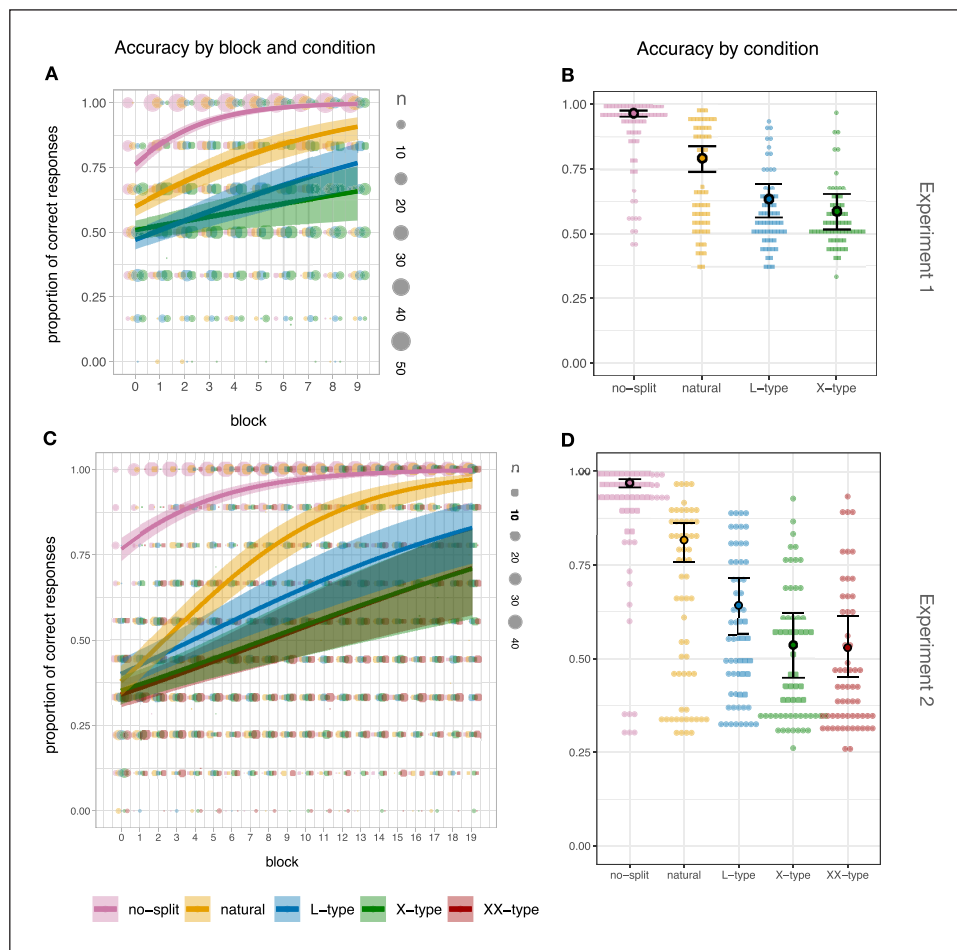 Accuracy by block and condition
Accuracy by condition
A
B
proportion of correct responses
1.00
0.75
0.50
0.25
0.00
0 1 2 3 4 5 6 7 8 9
block
n
10
20
30
40
50
1.00
0.75
0.50
0.25
0.00
no−split natural L−type X−type
Experiment 1
C
D
proportion of correct responses
1.00
0.75
0.50
0.25
0.00
0 1 2 3 4 5 6 7 8 9 10 11 12 13 14 15 16 17 18 19
block
n
10
20
30
40
1.00
0.75
0.50
0.25
0.00
no−split natural L−type X−type XX−type
Experiment 2
no−split natural L−type X−type XX−type